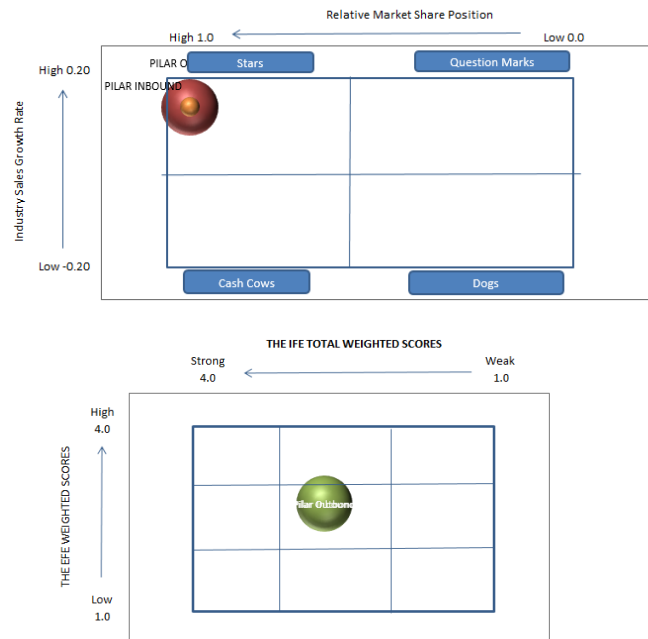 Relative Market Share Position
High 1.0
Low 0.0
PILAR O
Stars
Question Marks
High 0.20
PILAR INBOUND
Industry Sales Growth Rate
Low -0.20
Cash Cows
Dogs
THE IFE TOTAL WEIGHTED SCORES
Strong
Weak
4.0
1.0
High
4.0
THE EFE WEIGHTED SCORES
Low
1.0